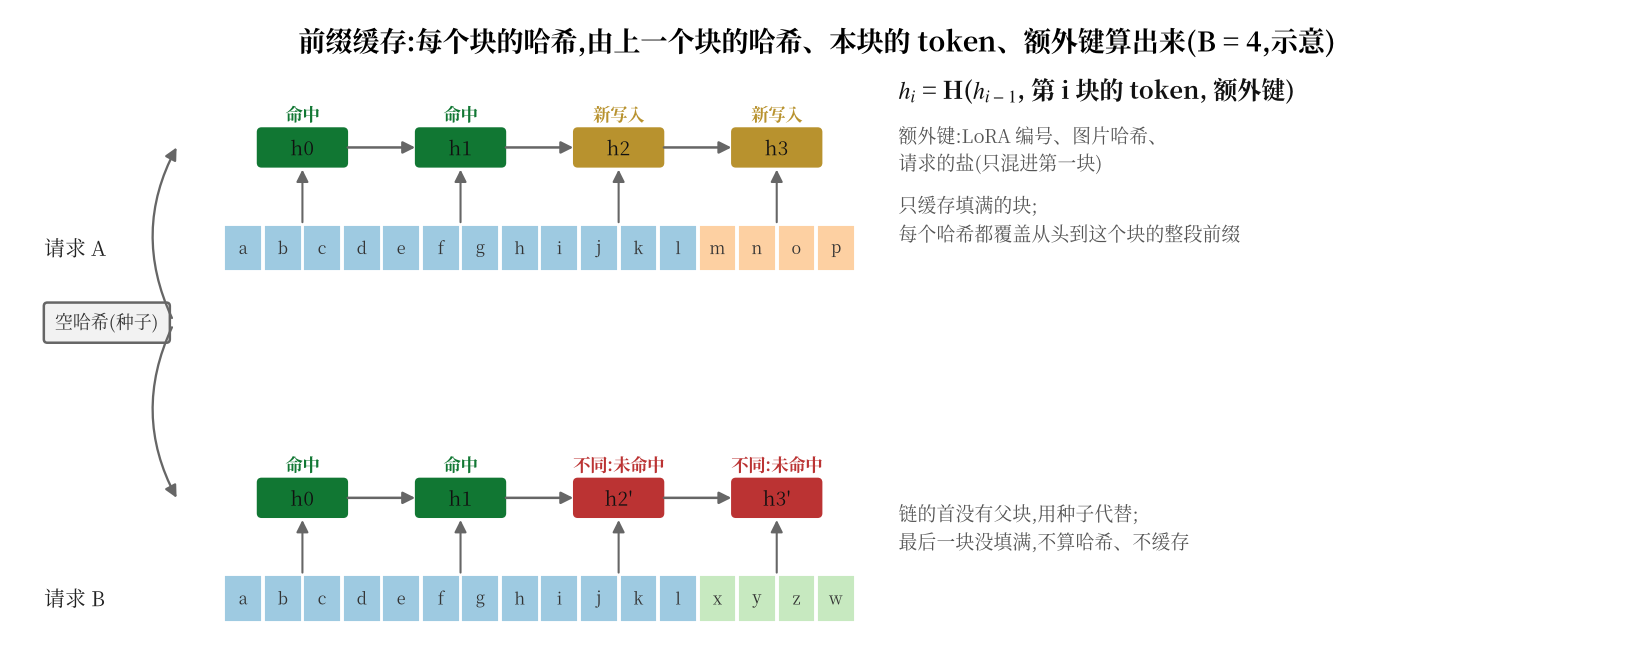 前缀缓存:每个块的哈希,由上一个块的哈希、本块的 token、额外键算出来(B = 4,示意)
hᵢ = H(hᵢ₋₁, 第 i 块的 token, 额外键)
额外键:LoRA 编号、图片哈希、
请求的盐(只混进第一块)
只缓存填满的块;
每个哈希都覆盖从头到这个块的整段前缀
命中 命中 新写入 新写入
h0 h1 h2 h3
请求 A a b c d e f g h i j k l m n o p
空哈希(种子)
命中 命中 不同:未命中 不同:未命中
h0 h1 h2' h3'
链的首没有父块,用种子代替;
最后一块没填满,不算哈希、不缓存
请求 B a b c d e f g h i j k l x y z w